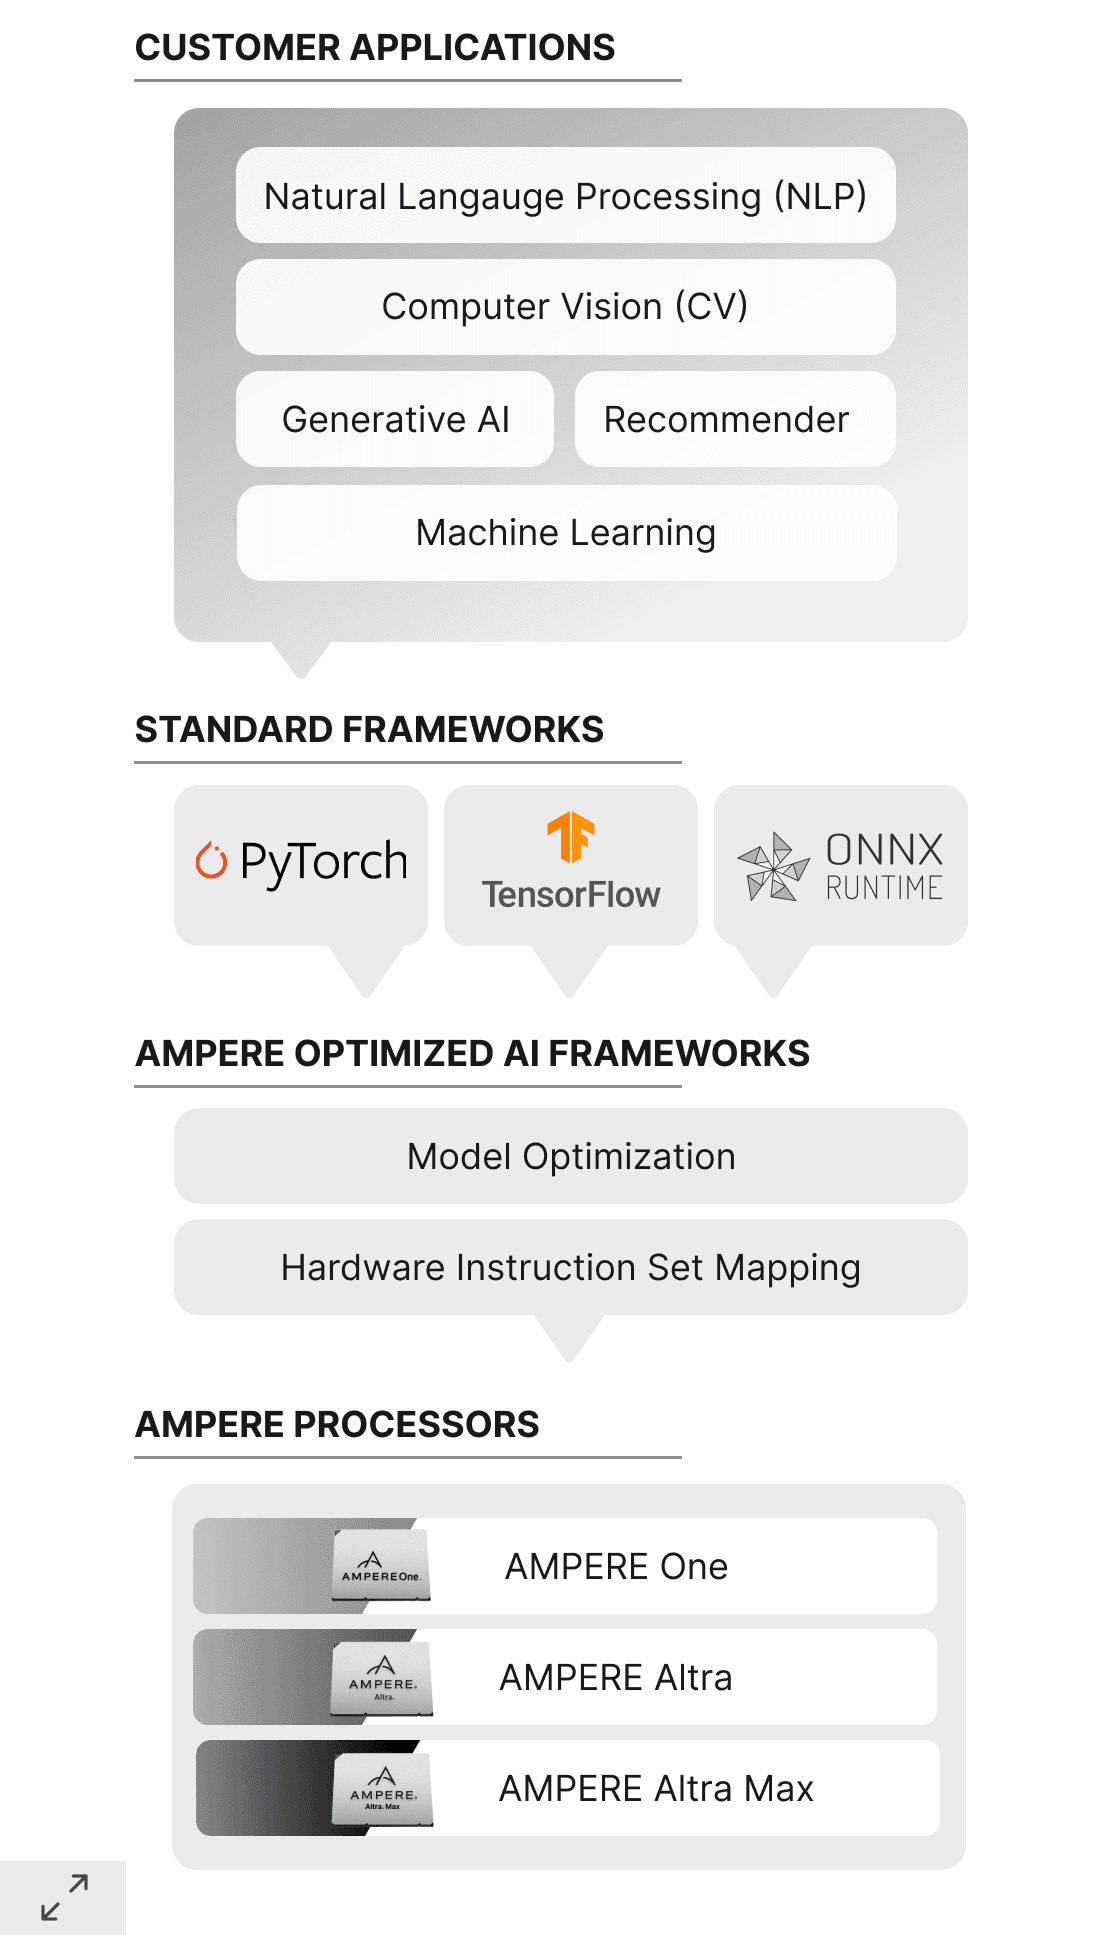 CUSTOMER APPLICATIONS
Natural Langauge Processing (NLP)
Computer Vision (CV)
Generative AI
Recommender
Machine Learning
STANDARD FRAMEWORKS
PyTorch
TensorFlow
ONNX
RUNTIME
AMPERE OPTIMIZED AI FRAMEWORKS
Model Optimization
Hardware Instruction Set Mapping
AMPERE PROCESSORS
AMPEREOne.
AMPERE One
AMPERE.
Altra.
AMPERE Altra
AMPERE.
Altra. Max
AMPERE Altra Max